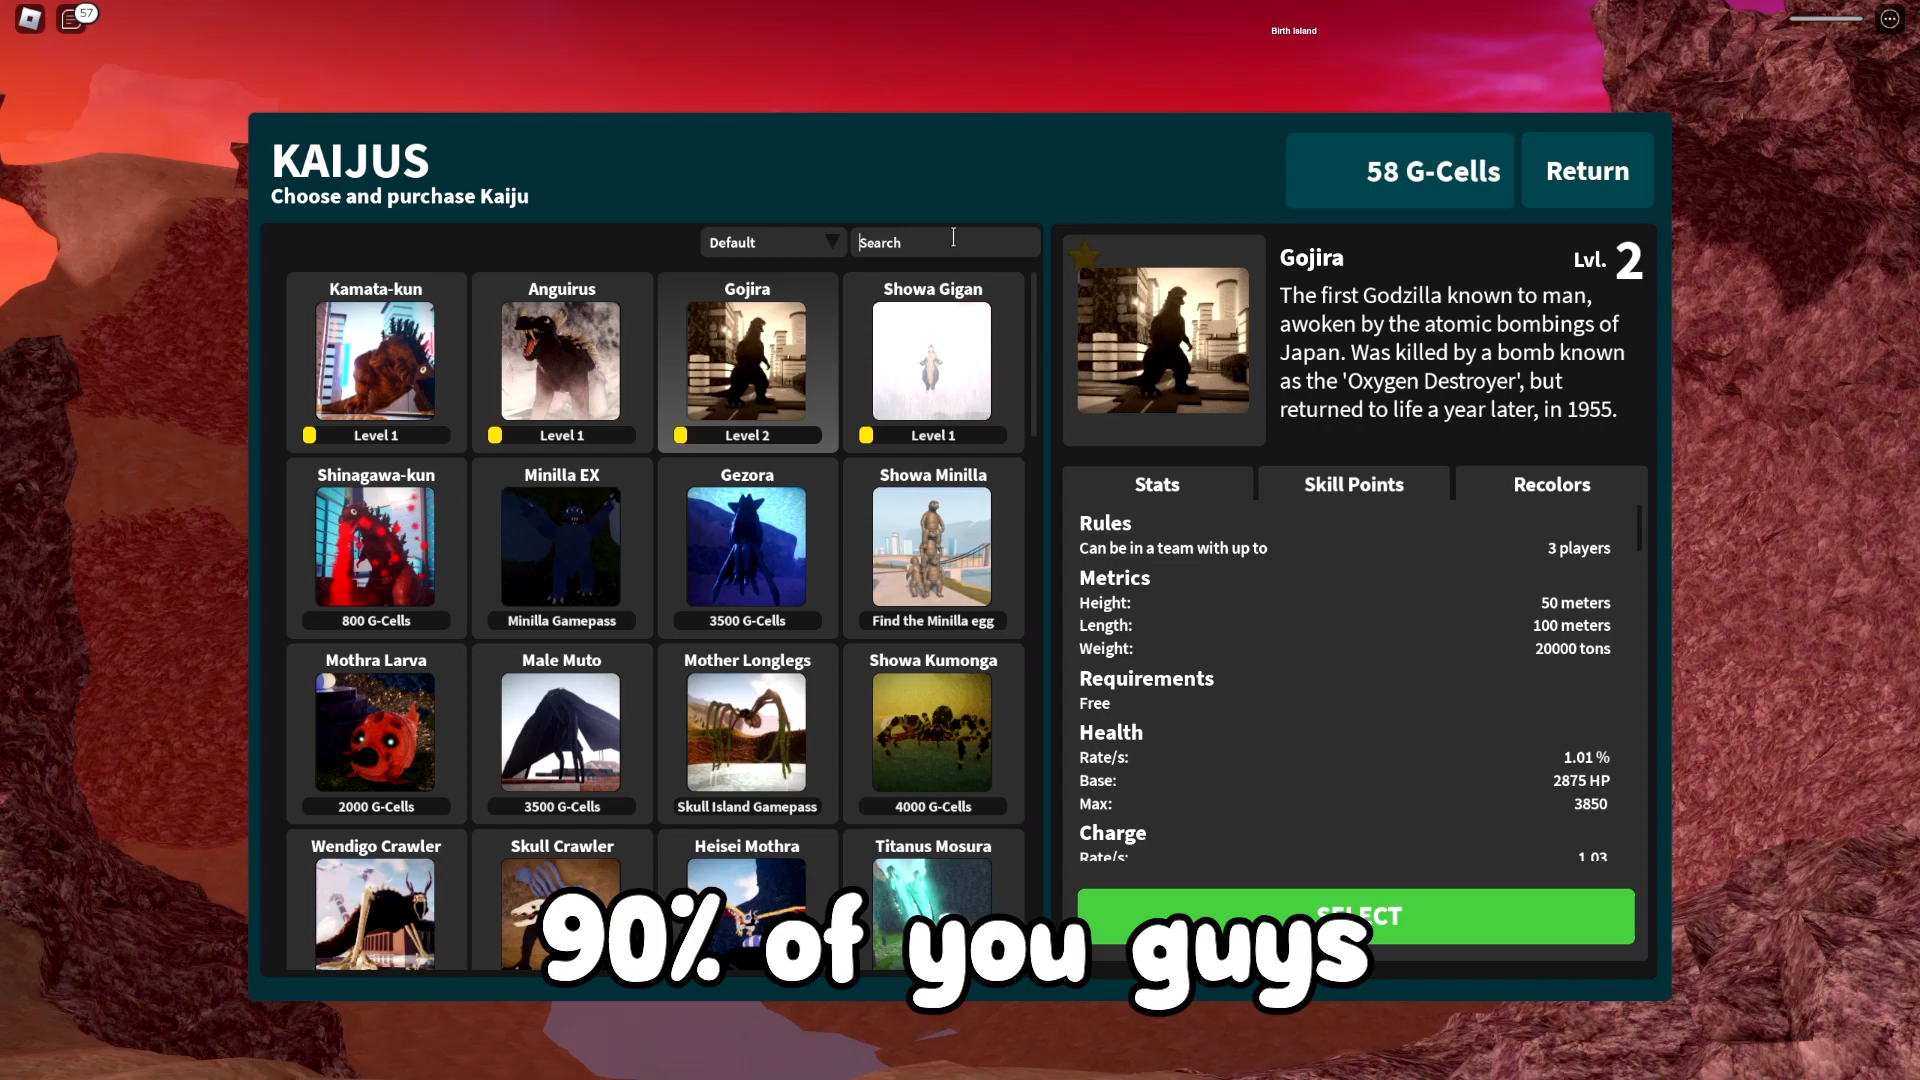 57
Birth Island
KAIJUS
Choose and purchase Kaiju
58 G-Cells
Return
Default
Search
Kamata-kun
Anguirus
Gojira
Showa Gigan
Level 1
Level 1
Level 2
Level 1
Shinagawa-kun
Minilla EX
Gezora
Showa Minilla
800 G-Cells
Minilla Gamepass
3500 G-Cells
Find the Minilla egg
Mothra Larva
Male Muto
Mother Longlegs
Showa Kumonga
2000 G-Cells
3500 G-Cells
Skull Island Gamepass
4000 G-Cells
Wendigo Crawler
Skull Crawler
Heisei Mothra
Titanus Mosura
Gojira
Lvl. 2
The first Godzilla known to man,
awoken by the atomic bombings of
Japan. Was killed by a bomb known
as the 'Oxygen Destroyer', but
returned to life a year later, in 1955.
Stats
Skill Points
Recolors
Rules
Can be in a team with up to 3 players
Metrics
Height: 50 meters
Length: 100 meters
Weight: 20000 tons
Requirements
Free
Health
Rate/s: 1.01 %
Base: 2875 HP
Max: 3850
Charge
Rate/s: 1.03
SELECT
90% of you guys